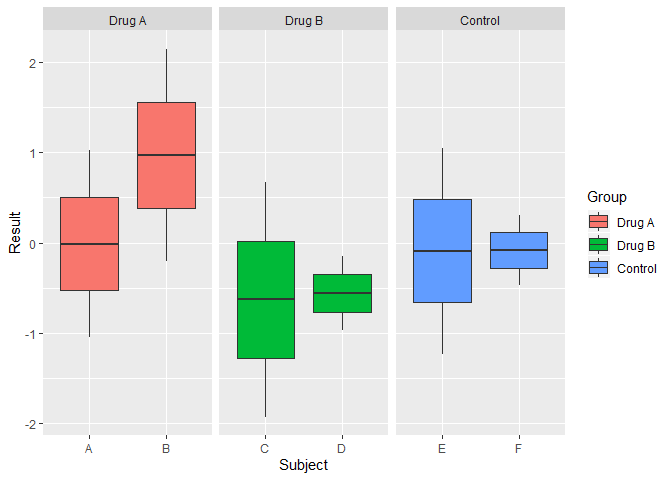 Drug A
Drug B
Control
Result
2
1
0
-1
-2
A
B
C
D
E
F
Subject
Group
Drug A
Drug B
Control